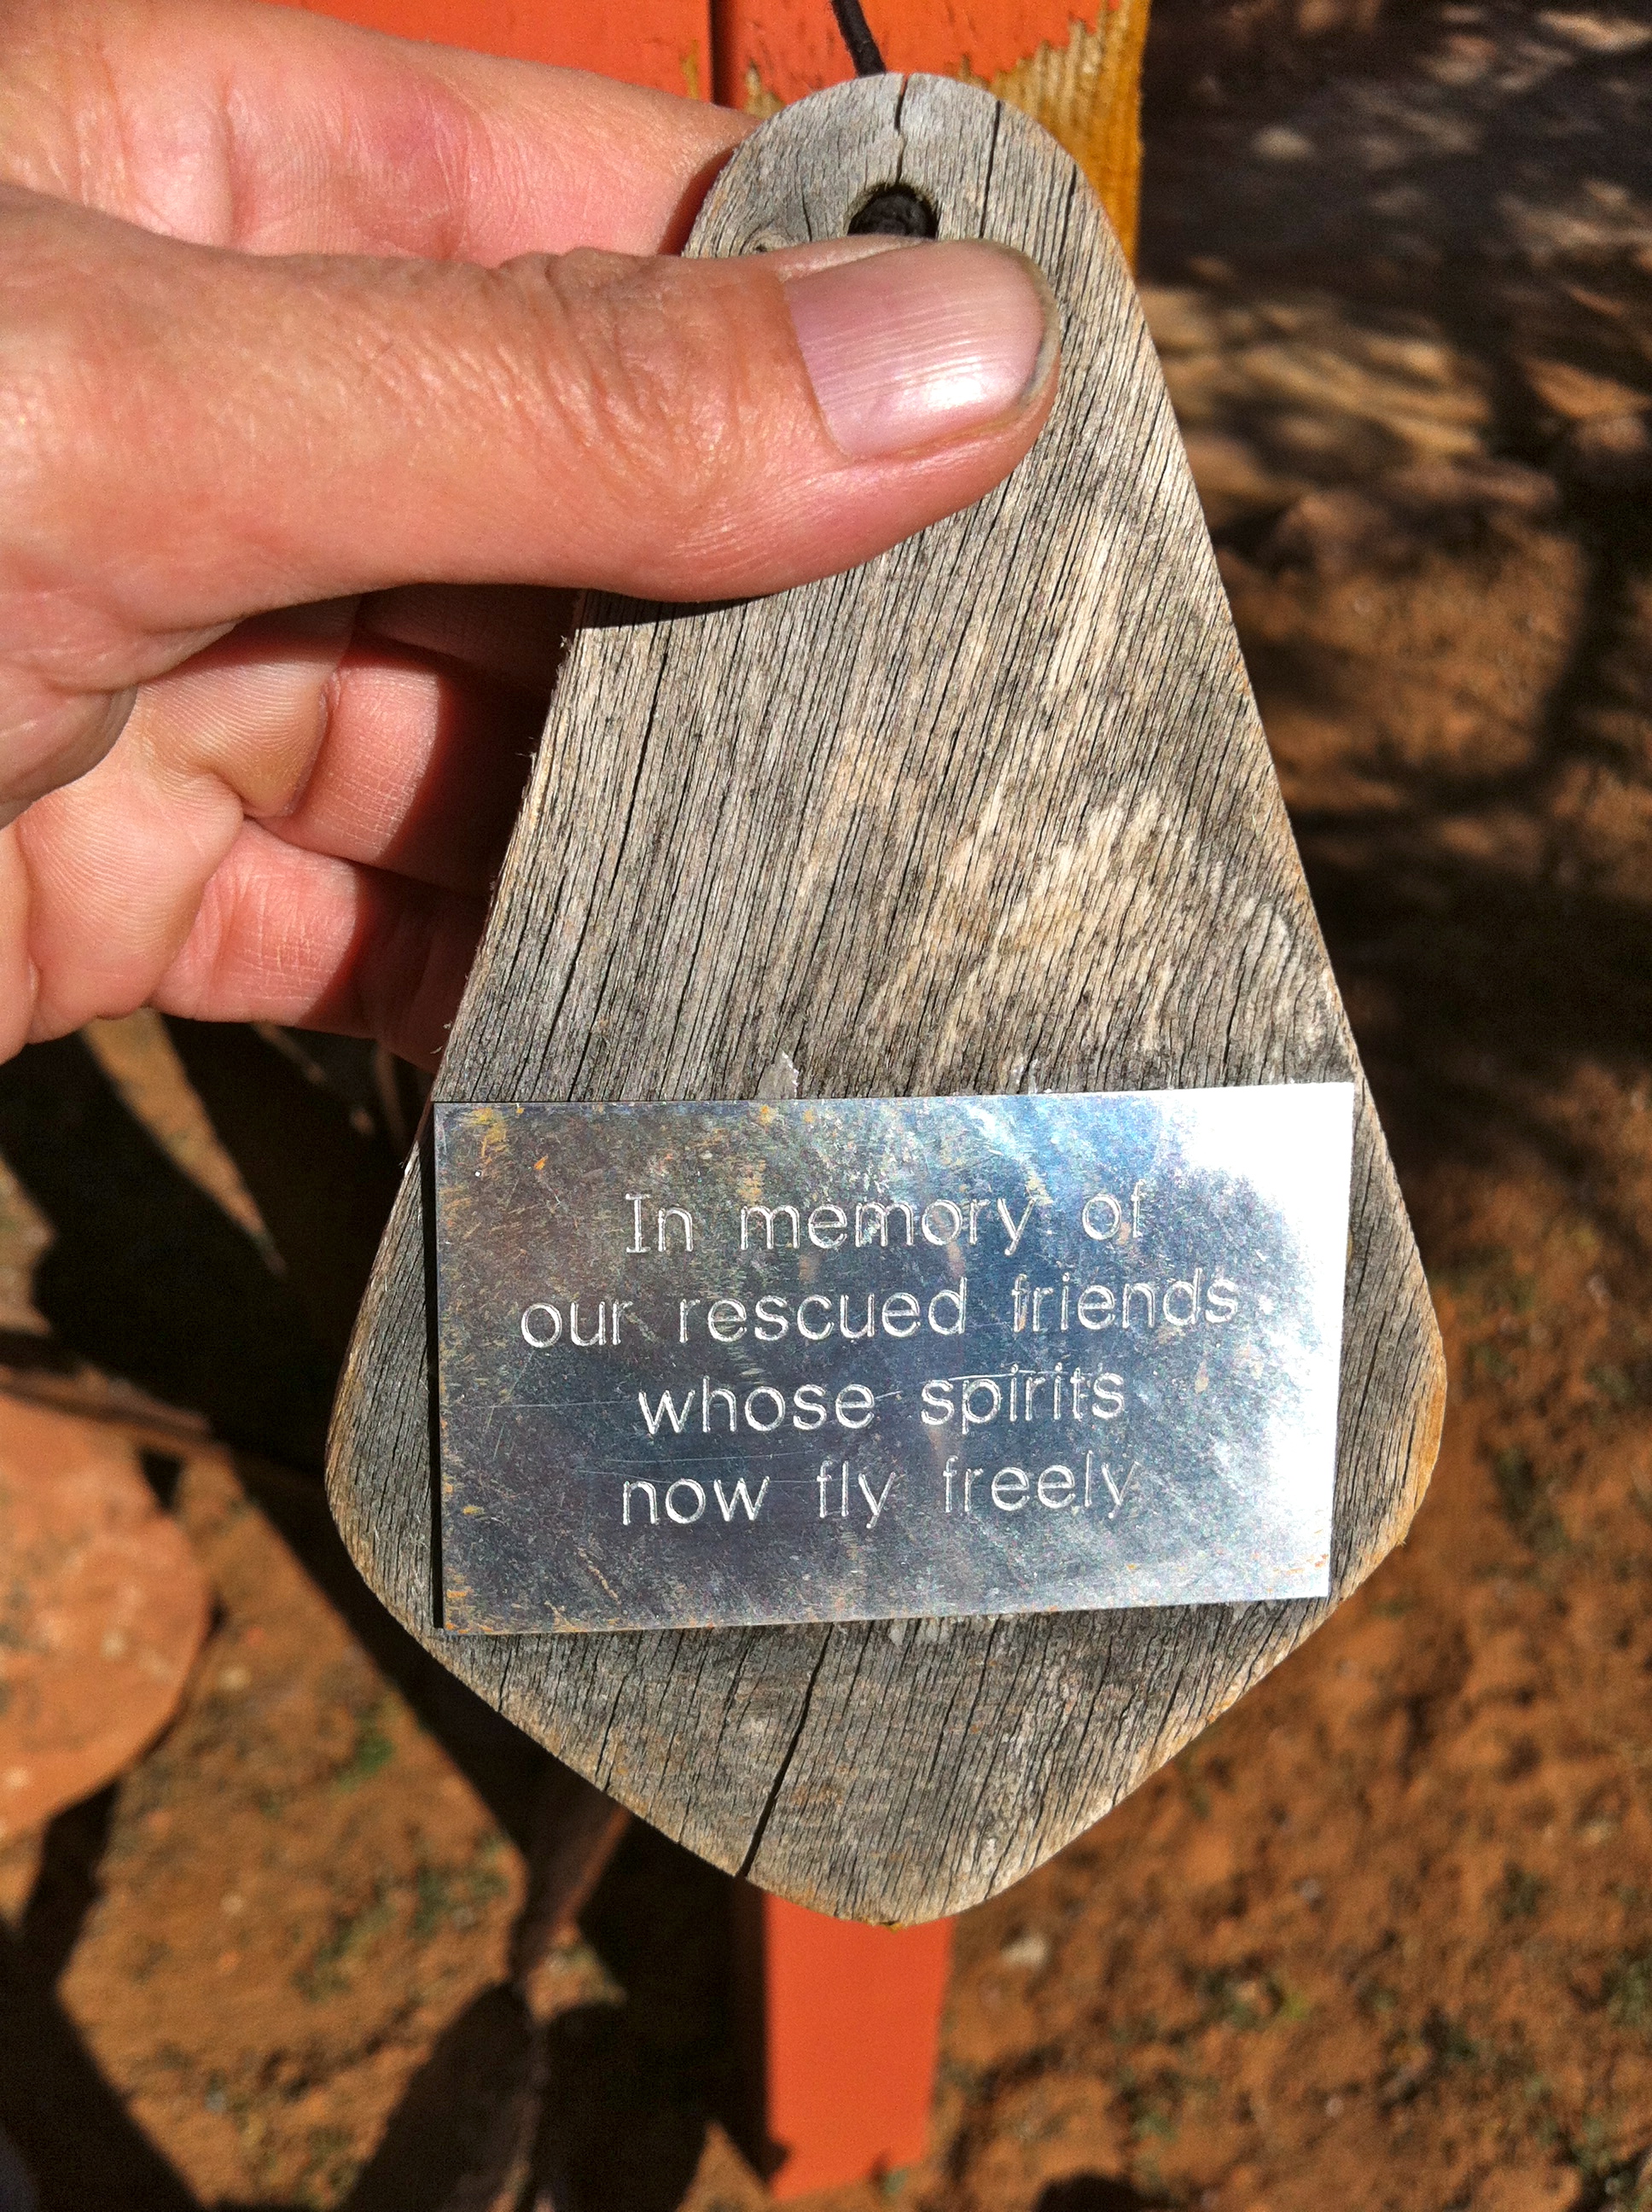 In memory of
our rescued friends
whose spirits
now fly freely